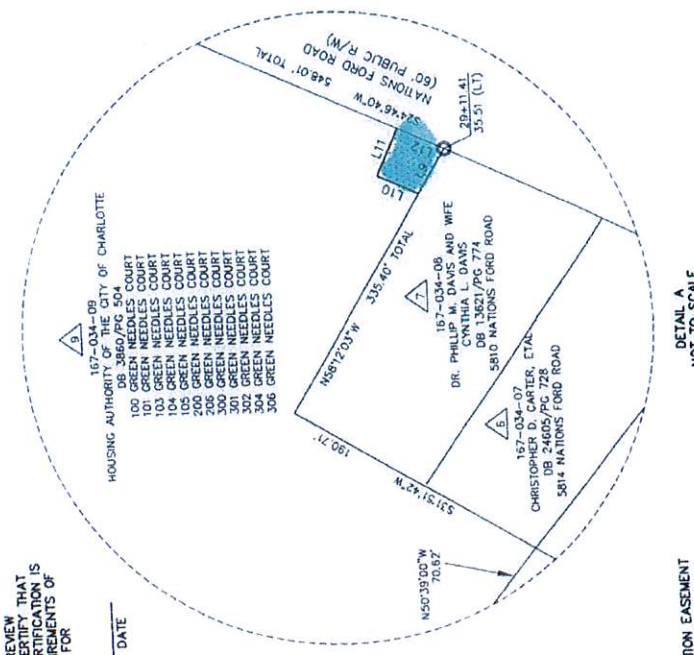 REVIEW
ERTIFY THAT
RTIFICATION IS
REMENTS OF
FOR
DATE
9
167-034-09
HOUSING AUTHORITY OF THE CITY OF CHARLOTTE
DB 3860/PG 504
100 GREEN NEEDLES COURT
101 GREEN NEEDLES COURT
103 GREEN NEEDLES COURT
104 GREEN NEEDLES COURT
105 GREEN NEEDLES COURT
200 GREEN NEEDLES COURT
206 GREEN NEEDLES COURT
300 GREEN NEEDLES COURT
301 GREEN NEEDLES COURT
302 GREEN NEEDLES COURT
304 GREEN NEEDLES COURT
306 GREEN NEEDLES COURT
548.01' TOTAL
NATIONS FORD ROAD
(60' PUBLIC R/W)
S24°46'40"W
L11
L10
L12
29+11.41
35.51 (LT)
N58°12'03"W
335.40' TOTAL
190.71'
S31°51'42"W
7
167-034-08
DR. PHILLIP M. DAVIS AND WIFE
CYNTHIA L. DAVIS
DB 13621/PG 774
5810 NATIONS FORD ROAD
6
167-034-07
CHRISTOPHER D. CARTER, ETAL
DB 24605/PG 728
5814 NATIONS FORD ROAD
N50°39'00"W
70.62'
DETAIL A
NOT TO SCALE
TION EASEMENT